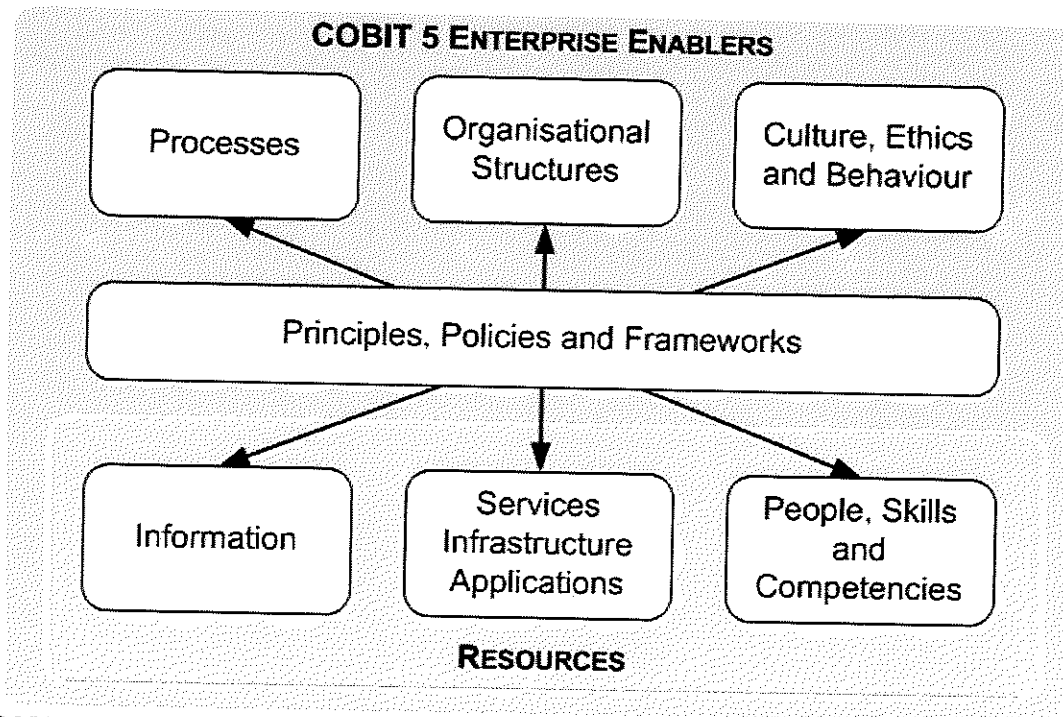 COBIT 5 ENTERPRISE ENABLERS
Processes
Organisational
Structures
Culture, Ethics
and Behaviour
Principles, Policies and Frameworks
Information
Services
Infrastructure
Applications
People, Skills
and
Competencies
RESOURCES